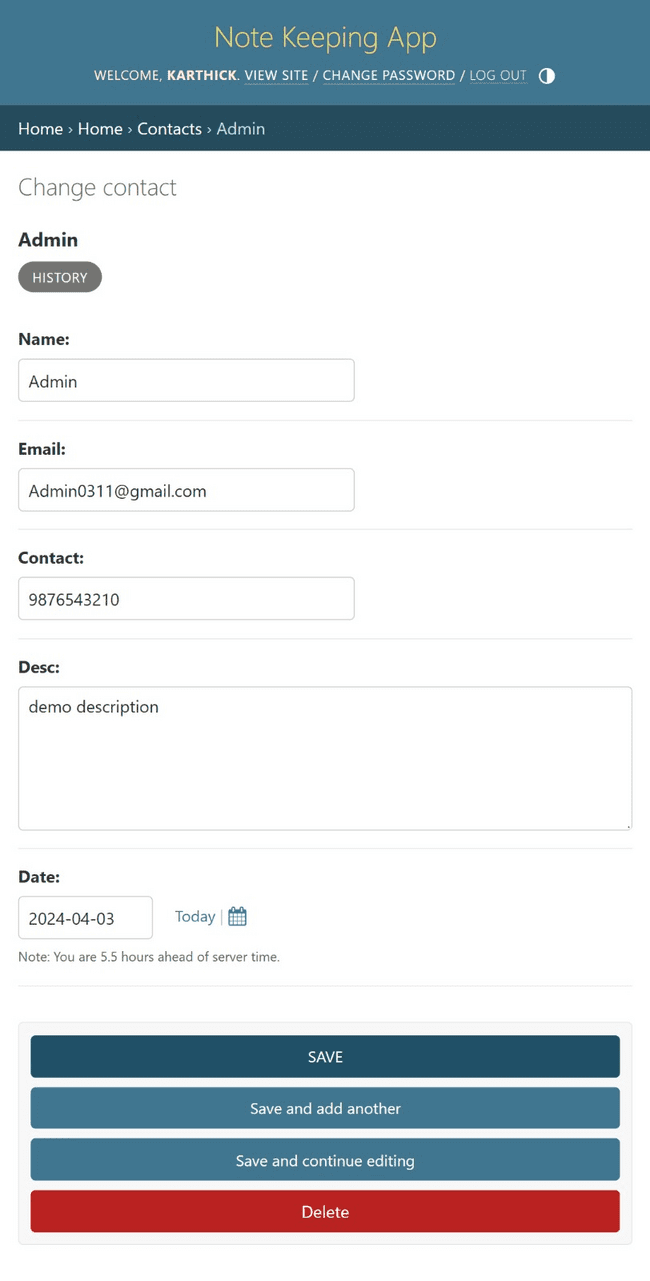 Note Keeping App
WELCOME, KARTHICK. VIEW SITE / CHANGE PASSWORD / LOG OUT
Home › Home › Contacts › Admin
Change contact
Admin
HISTORY
Name:
Admin
Email:
Admin0311@gmail.com
Contact:
9876543210
Desc:
demo description
Date:
2024-04-03 Today |
Note: You are 5.5 hours ahead of server time.
SAVE
Save and add another
Save and continue editing
Delete